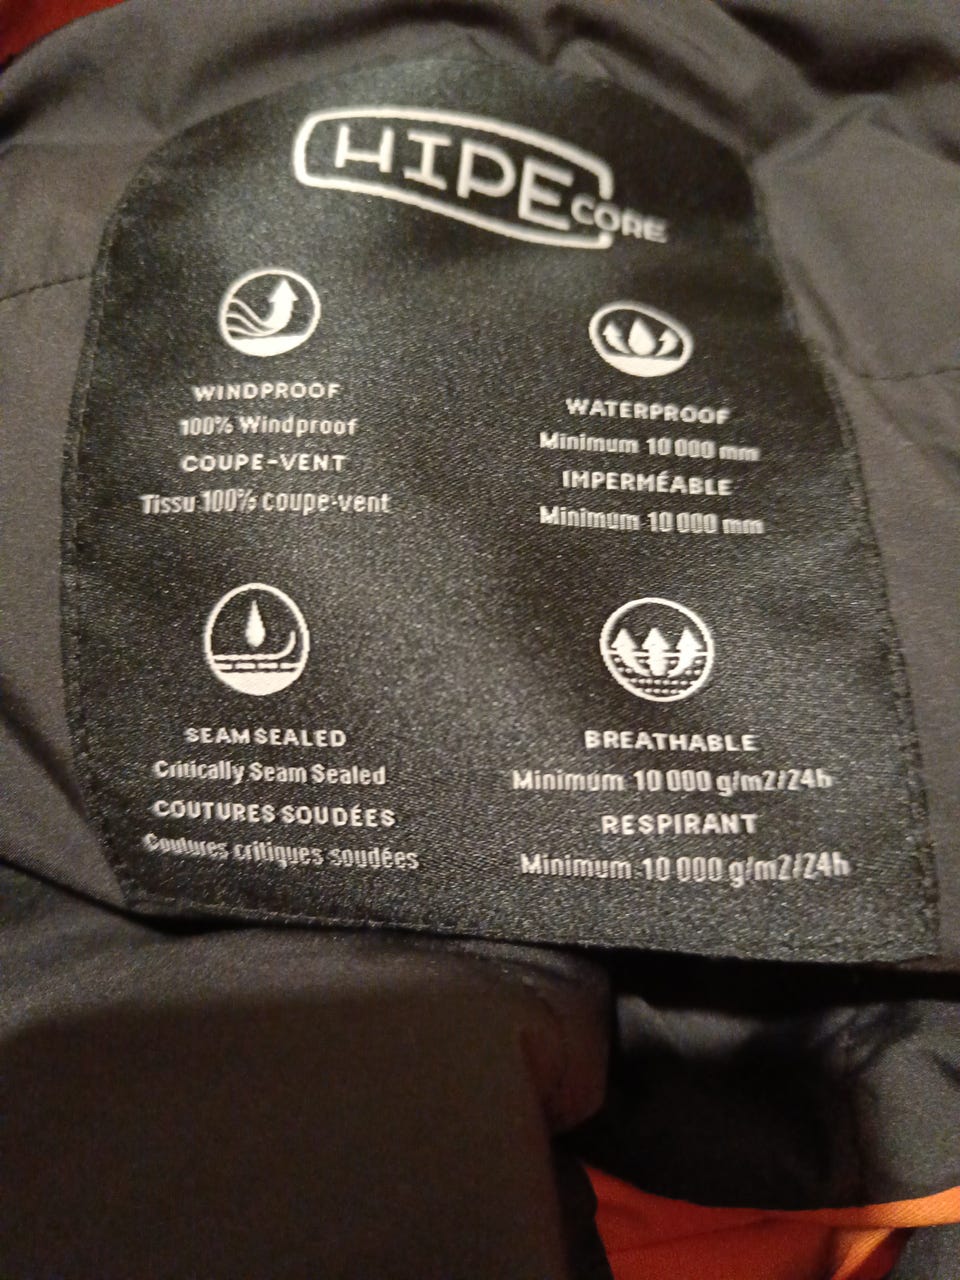 HIPE CORE
WINDPROOF
100% Windproof
COUPE-VENT
Tissu 100% coupe-vent
WATERPROOF
Minimum 10 000 mm
IMPERMÉABLE
Minimum 10 000 mm
SEAM SEALED
Critically Seam Sealed
COUTURES SOUDÉES
Coutures critiques soudées
BREATHABLE
Minimum 10 000 g/m2/24h
RESPIRANT
Minimum 10 000 g/m2/24h